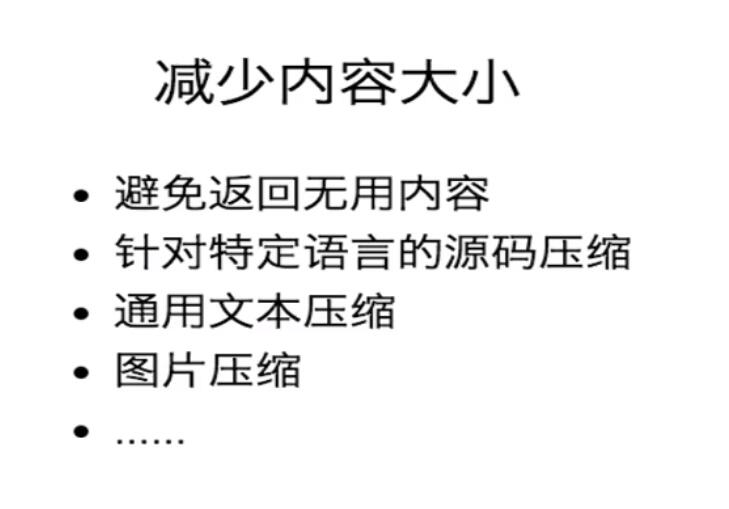 减少内容大小
• 避免返回无用内容
• 针对特定语言的源码压缩
• 通用文本压缩
• 图片压缩
• ......